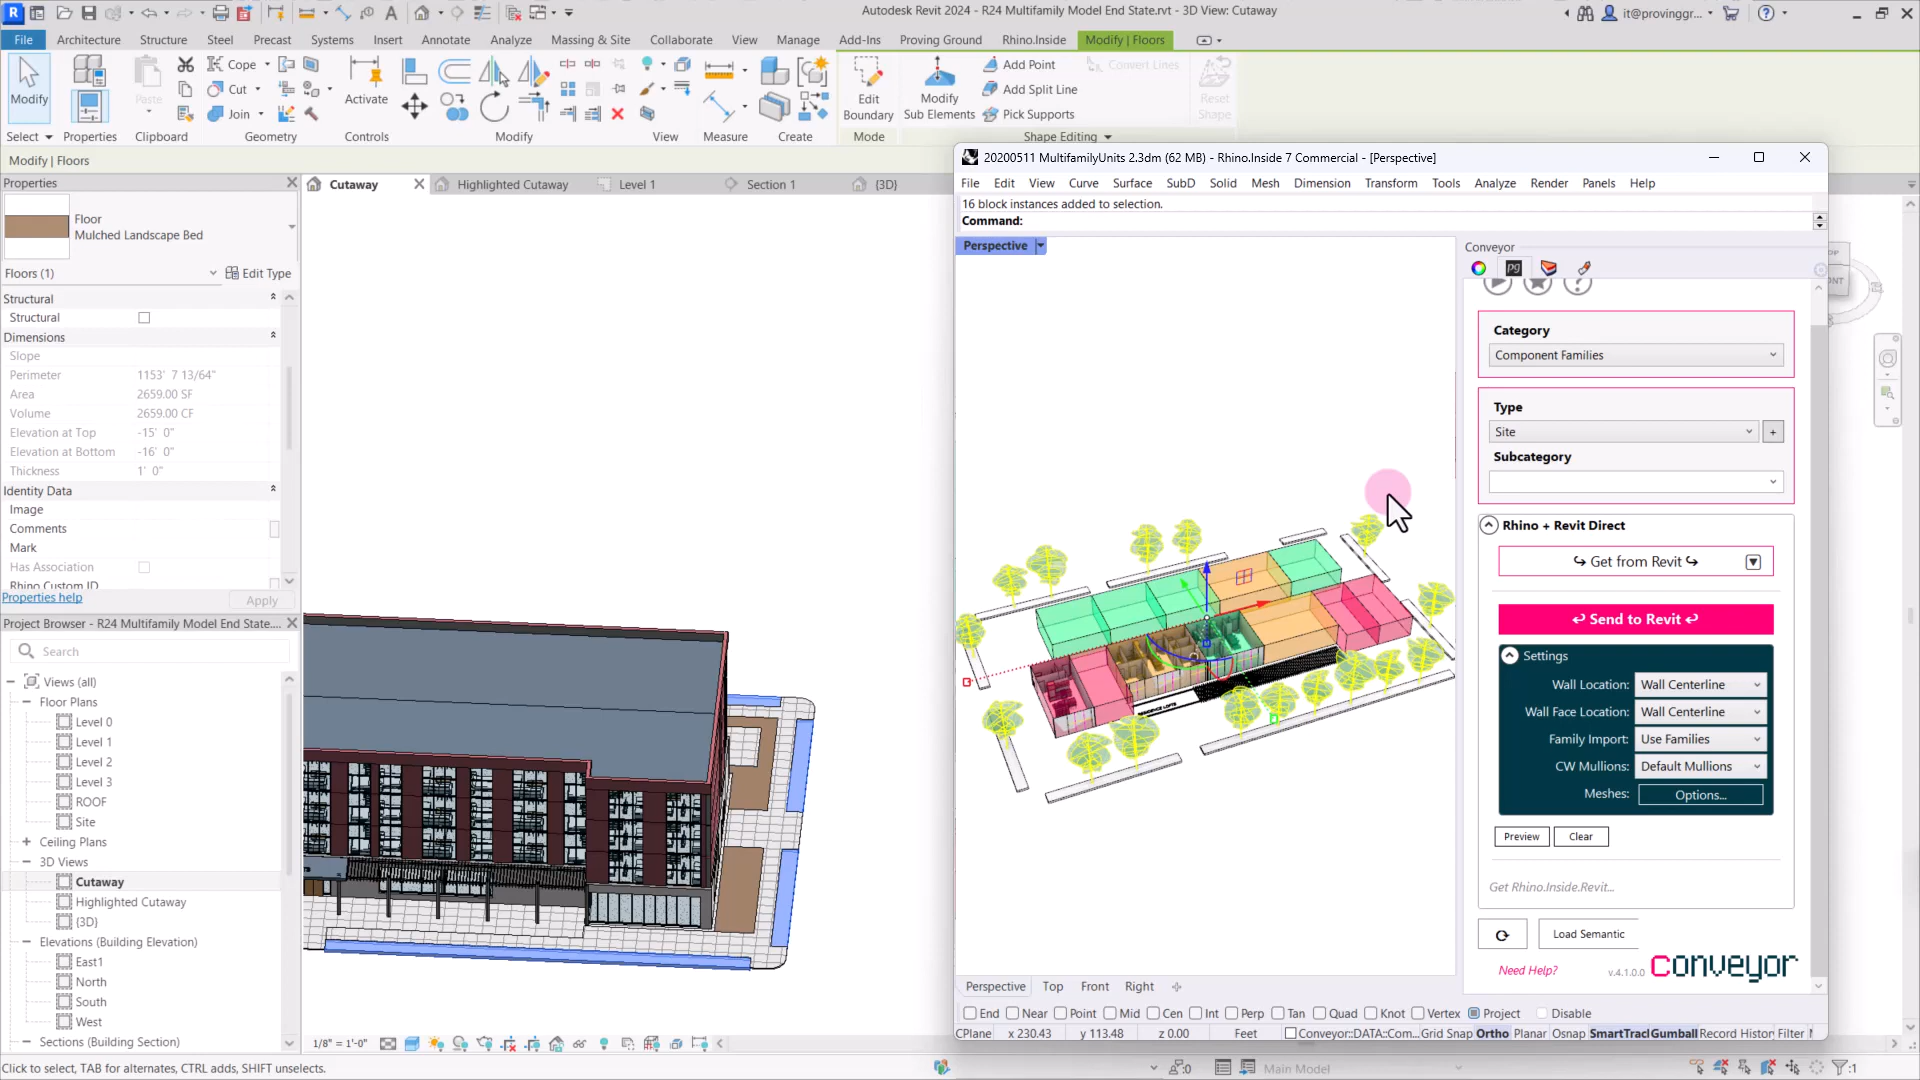 Autodesk Revit 2024 - R24 Multifamily Model End State.rvt - 3D View: Cutaway
it@provinggr...
File Architecture Structure Steel Precast Systems Insert Annotate Analyze Massing & Site Collaborate View Manage Add-Ins Proving Ground Rhino.Inside Modify | Floors
Modify
Paste
Cope
Cut
Join
Activate
Edit Boundary
Modify Sub Elements
Add Point
Add Split Line
Pick Supports
Convert Lines
Reset Shape
Select Properties Clipboard Geometry Controls Modify View Measure Create Mode Shape Editing
Modify | Floors
Properties
Floor
Mulched Landscape Bed
Floors (1)
Edit Type
Structural
Structural
Dimensions
Slope
Perimeter 1153' 7 13/64"
Area 2659.00 SF
Volume 2659.00 CF
Elevation at Top -15' 0"
Elevation at Bottom -16' 0"
Thickness 1' 0"
Identity Data
Image
Comments
Mark
Has Association
Rhino Custom ID
Properties help
Apply
Project Browser - R24 Multifamily Model End State....
Search
Views (all)
Floor Plans
Level 0
Level 1
Level 2
Level 3
ROOF
Site
Ceiling Plans
3D Views
Cutaway
Highlighted Cutaway
{3D}
Elevations (Building Elevation)
East1
North
South
West
Sections (Building Section)
Cutaway
Highlighted Cutaway
Level 1
Section 1
{3D}
20200511 MultifamilyUnits 2.3dm (62 MB) - Rhino.Inside 7 Commercial - [Perspective]
File Edit View Curve Surface SubD Solid Mesh Dimension Transform Tools Analyze Render Panels Help
16 block instances added to selection.
Command:
Perspective
RESIDENCE LOFTS
Conveyor
pg
Category
Component Families
Type
Site
+
Subcategory
Rhino + Revit Direct
Get from Revit
Send to Revit
Settings
Wall Location: Wall Centerline
Wall Face Location: Wall Centerline
Family Import: Use Families
CW Mullions: Default Mullions
Meshes: Options...
Preview Clear
Get Rhino.Inside.Revit...
Load Semantic
Need Help?
v.4.1.0.0
conveyor
Perspective Top Front Right
End Near Point Mid Cen Int Perp Tan Quad Knot Vertex Project Disable
CPlane x 230.43 y 113.48 z 0.00 Feet Conveyor::DATA::Com... Grid Snap Ortho Planar Osnap SmartTracl Gumball Record History Filter
1/8" = 1'-0"
Click to select, TAB for alternates, CTRL adds, SHIFT unselects.
:0
Main Model
:1